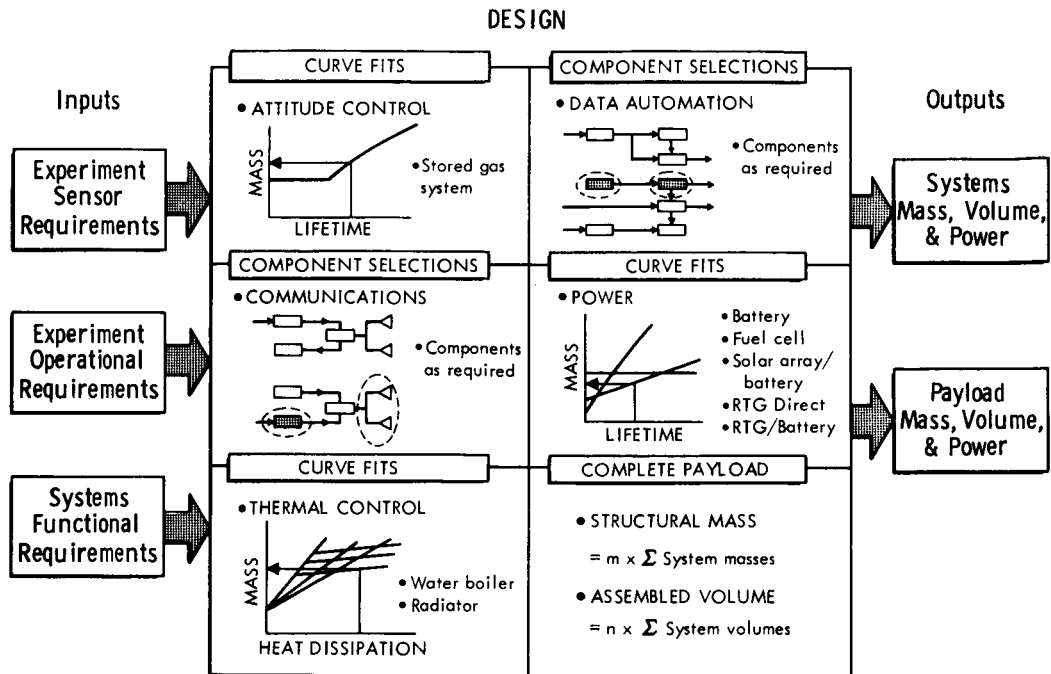 DESIGN
Inputs
Experiment
Sensor
Requirements
Experiment
Operational
Requirements
Systems
Functional
Requirements
CURVE FITS
• ATTITUDE CONTROL
MASS
LIFETIME
• Stored gas
system
COMPONENT SELECTIONS
• DATA AUTOMATION
• Components
as required
COMPONENT SELECTIONS
• COMMUNICATIONS
• Components
as required
CURVE FITS
• POWER
MASS
LIFETIME
• Battery
• Fuel cell
• Solar array/
battery
• RTG Direct
• RTG/Battery
CURVE FITS
• THERMAL CONTROL
MASS
HEAT DISSIPATION
• Water boiler
• Radiator
COMPLETE PAYLOAD
• STRUCTURAL MASS
= m x Σ System masses
• ASSEMBLED VOLUME
= n x Σ System volumes
Outputs
Systems
Mass, Volume,
& Power
Payload
Mass, Volume,
& Power